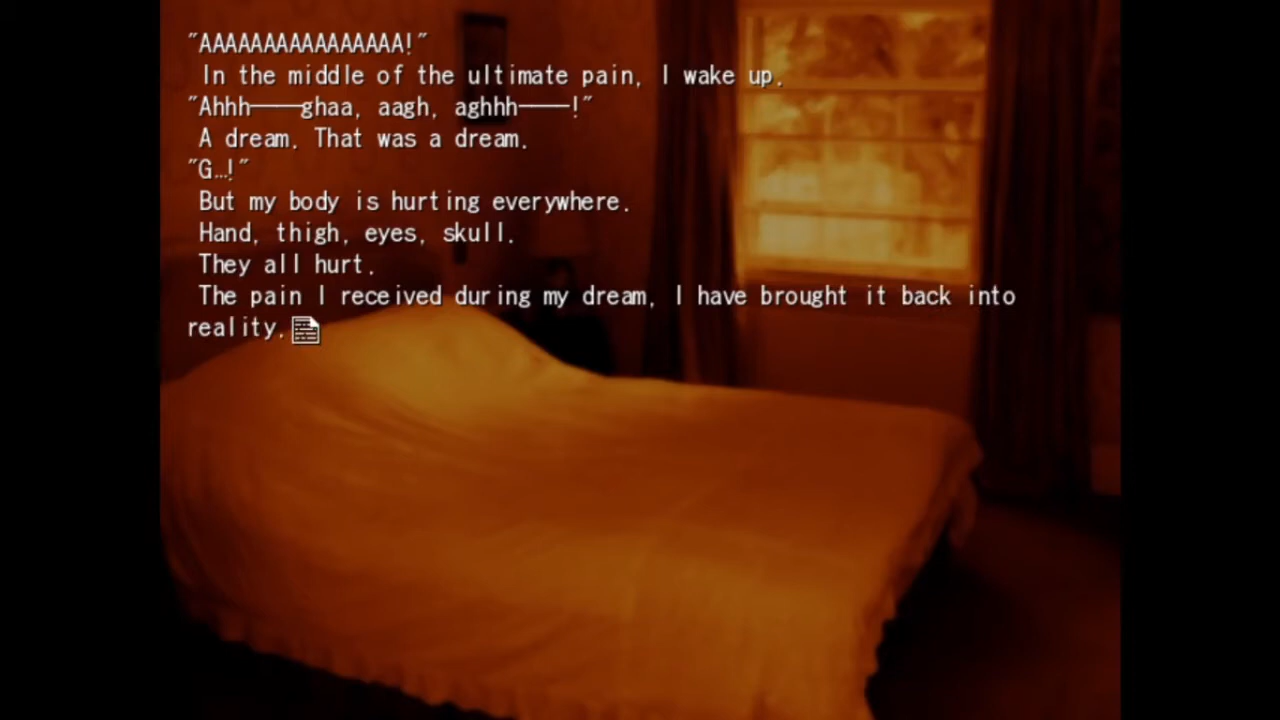 "AAAAAAAAAAAAAAAA!"
In the middle of the ultimate pain, I wake up.
"Ahhh――ghaa, aagh, aghhh――!"
A dream. That was a dream.
"G…!"
But my body is hurting everywhere.
Hand, thigh, eyes, skull.
They all hurt.
The pain I received during my dream, I have brought it back into
reality.